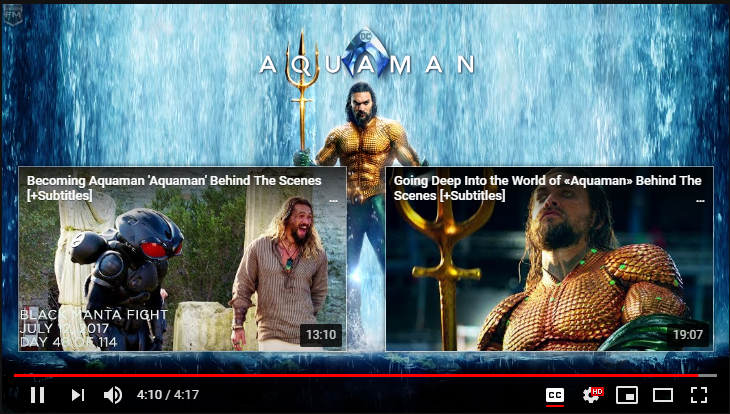 DC
AQUAMAN
Becoming Aquaman 'Aquaman' Behind The Scenes
[+Subtitles]
...
BLACK MANTA FIGHT
JULY 12, 2017
DAY 48 OF 114
13:10
Going Deep Into the World of «Aquaman» Behind The
Scenes [+Subtitles]
...
19:07
4:10 / 4:17
CC
HD